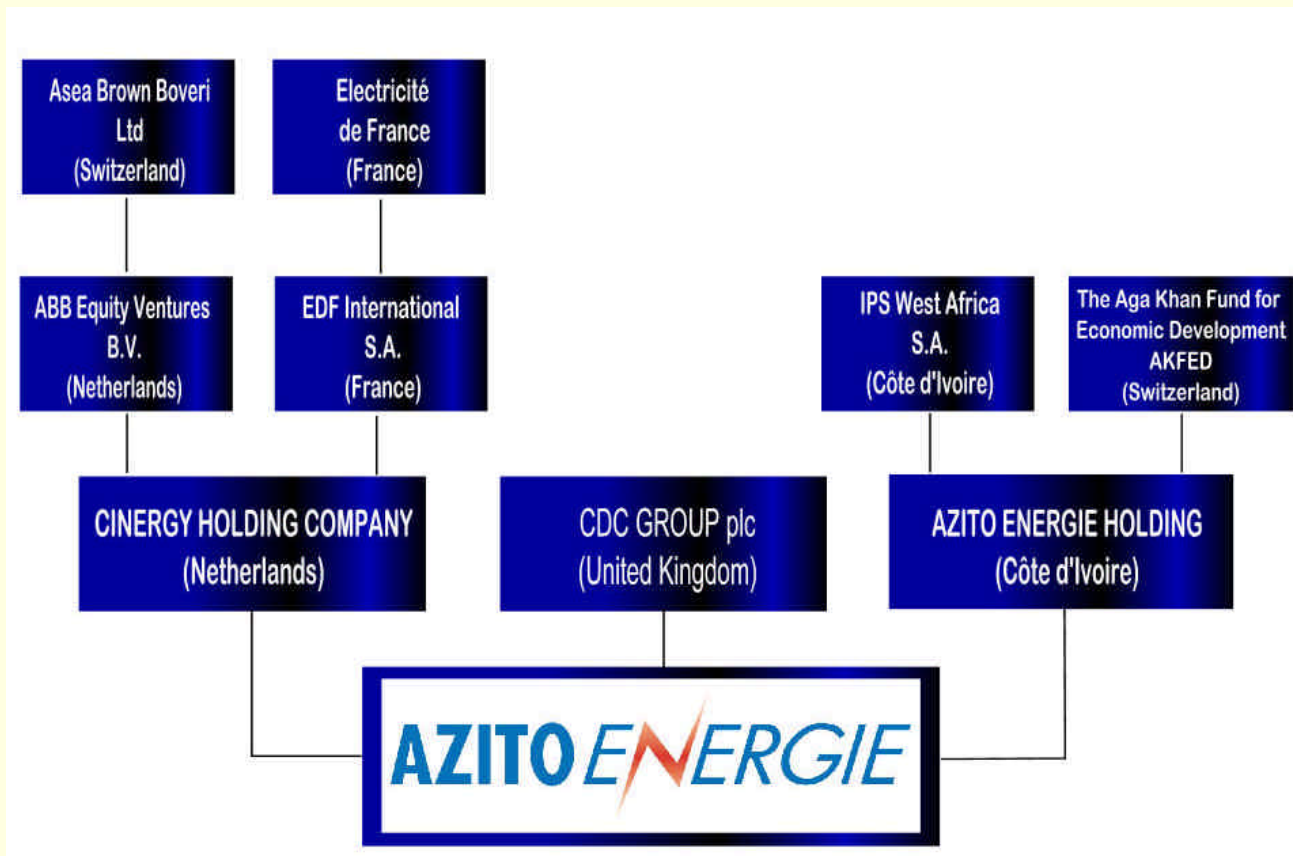 Asea Brown Boveri
Ltd
(Switzerland)
Electricité
de France
(France)
ABB Equity Ventures
B.V.
(Netherlands)
EDF International
S.A.
(France)
IPS West Africa
S.A.
(Côte d'Ivoire)
The Aga Khan Fund for
Economic Development
AKFED
(Switzerland)
CINERGY HOLDING COMPANY
(Netherlands)
CDC GROUP plc
(United Kingdom)
AZITO ENERGIE HOLDING
(Côte d'Ivoire)
AZITO ENERGIE